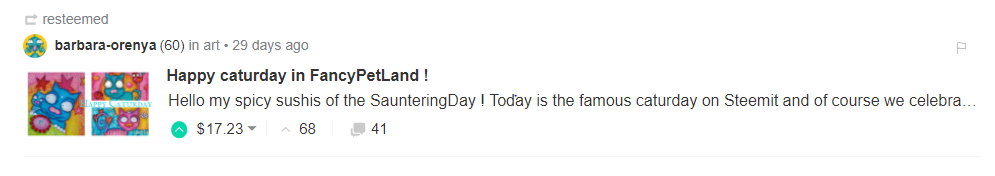 resteemed
barbara-orenya (60) in art • 29 days ago
Happy caturday in FancyPetLand !
HAPPY CATURDAY
Hello my spicy sushis of the SaunteringDay ! Toďay is the famous caturday on Steemit and of course we celebra…
$17.23 68 41